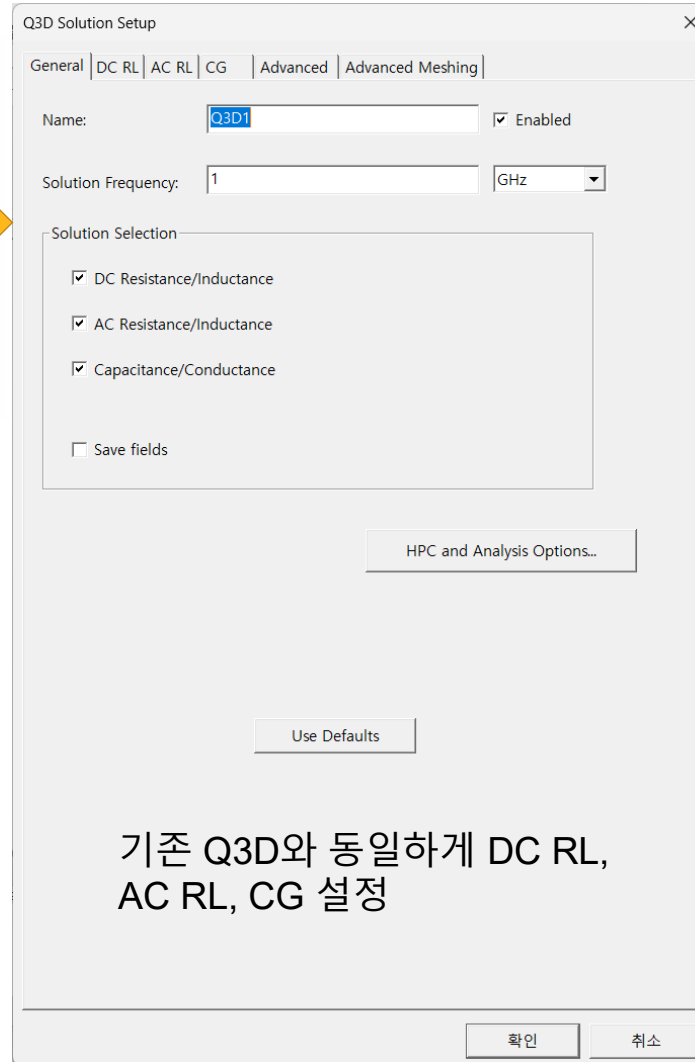 Q3D Solution Setup
General DC RL AC RL CG Advanced Advanced Meshing
Name: Q3D1 Enabled
Solution Frequency: 1 GHz
Solution Selection
DC Resistance/Inductance
AC Resistance/Inductance
Capacitance/Conductance
Save fields
HPC and Analysis Options...
Use Defaults
기존 Q3D와 동일하게 DC RL,
AC RL, CG 설정
확인 취소